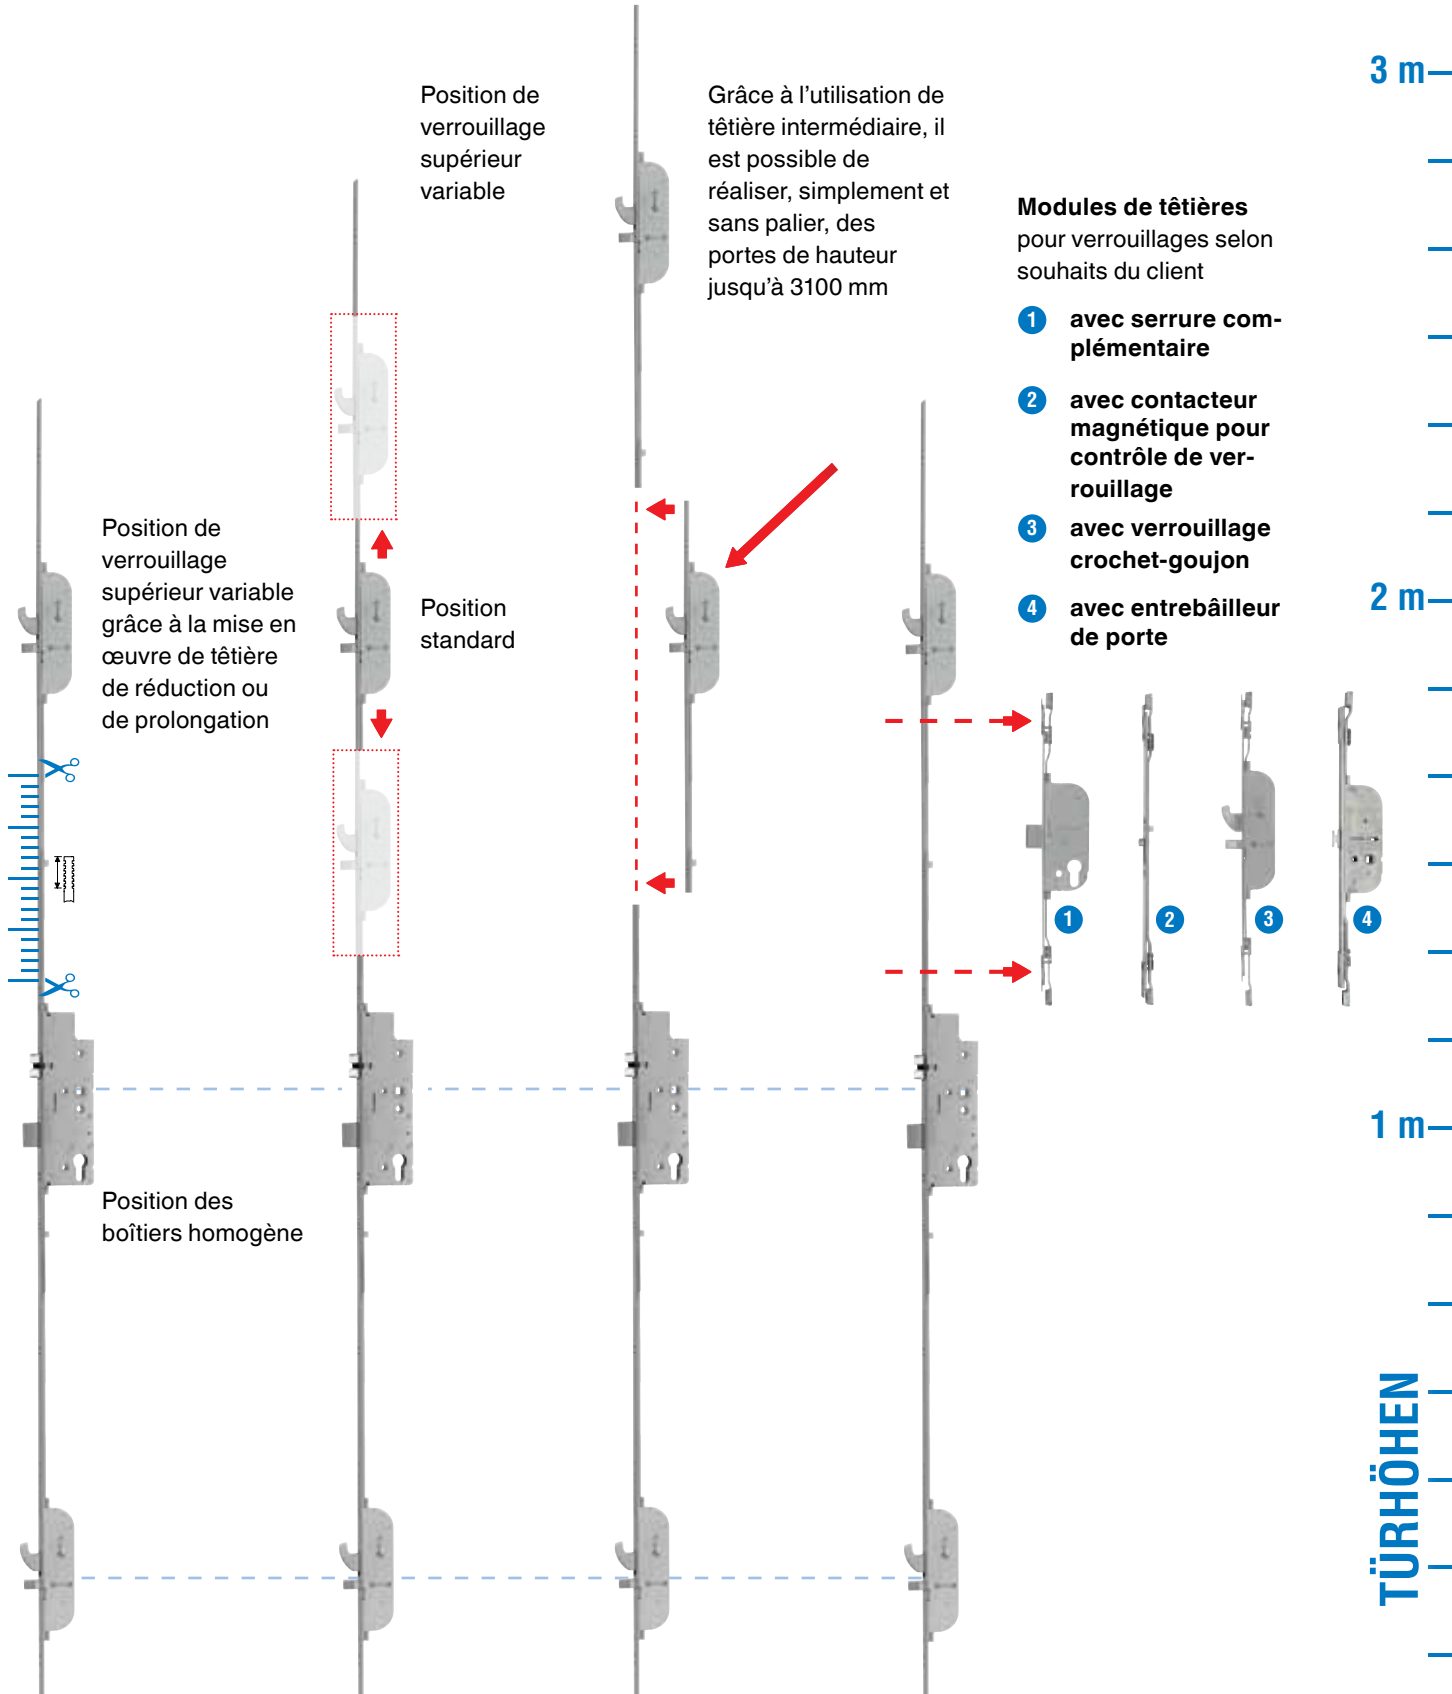 3 m
Position de
verrouillage
supérieur
variable
Grâce à l’utilisation de
têtière intermédiaire, il
est possible de
réaliser, simplement et
sans palier, des
portes de hauteur
jusqu’à 3100 mm
Modules de têtières
pour verrouillages selon
souhaits du client
1 avec serrure com-
plémentaire
2 avec contacteur
magnétique pour
contrôle de ver-
rouillage
3 avec verrouillage
crochet-goujon
4 avec entrebâilleur
de porte
Position de
verrouillage
supérieur variable
grâce à la mise en
œuvre de têtière
de réduction ou
de prolongation
Position
standard
2 m
1 2 3 4
1 m
Position des
boîtiers homogène
TÜRHÖHEN